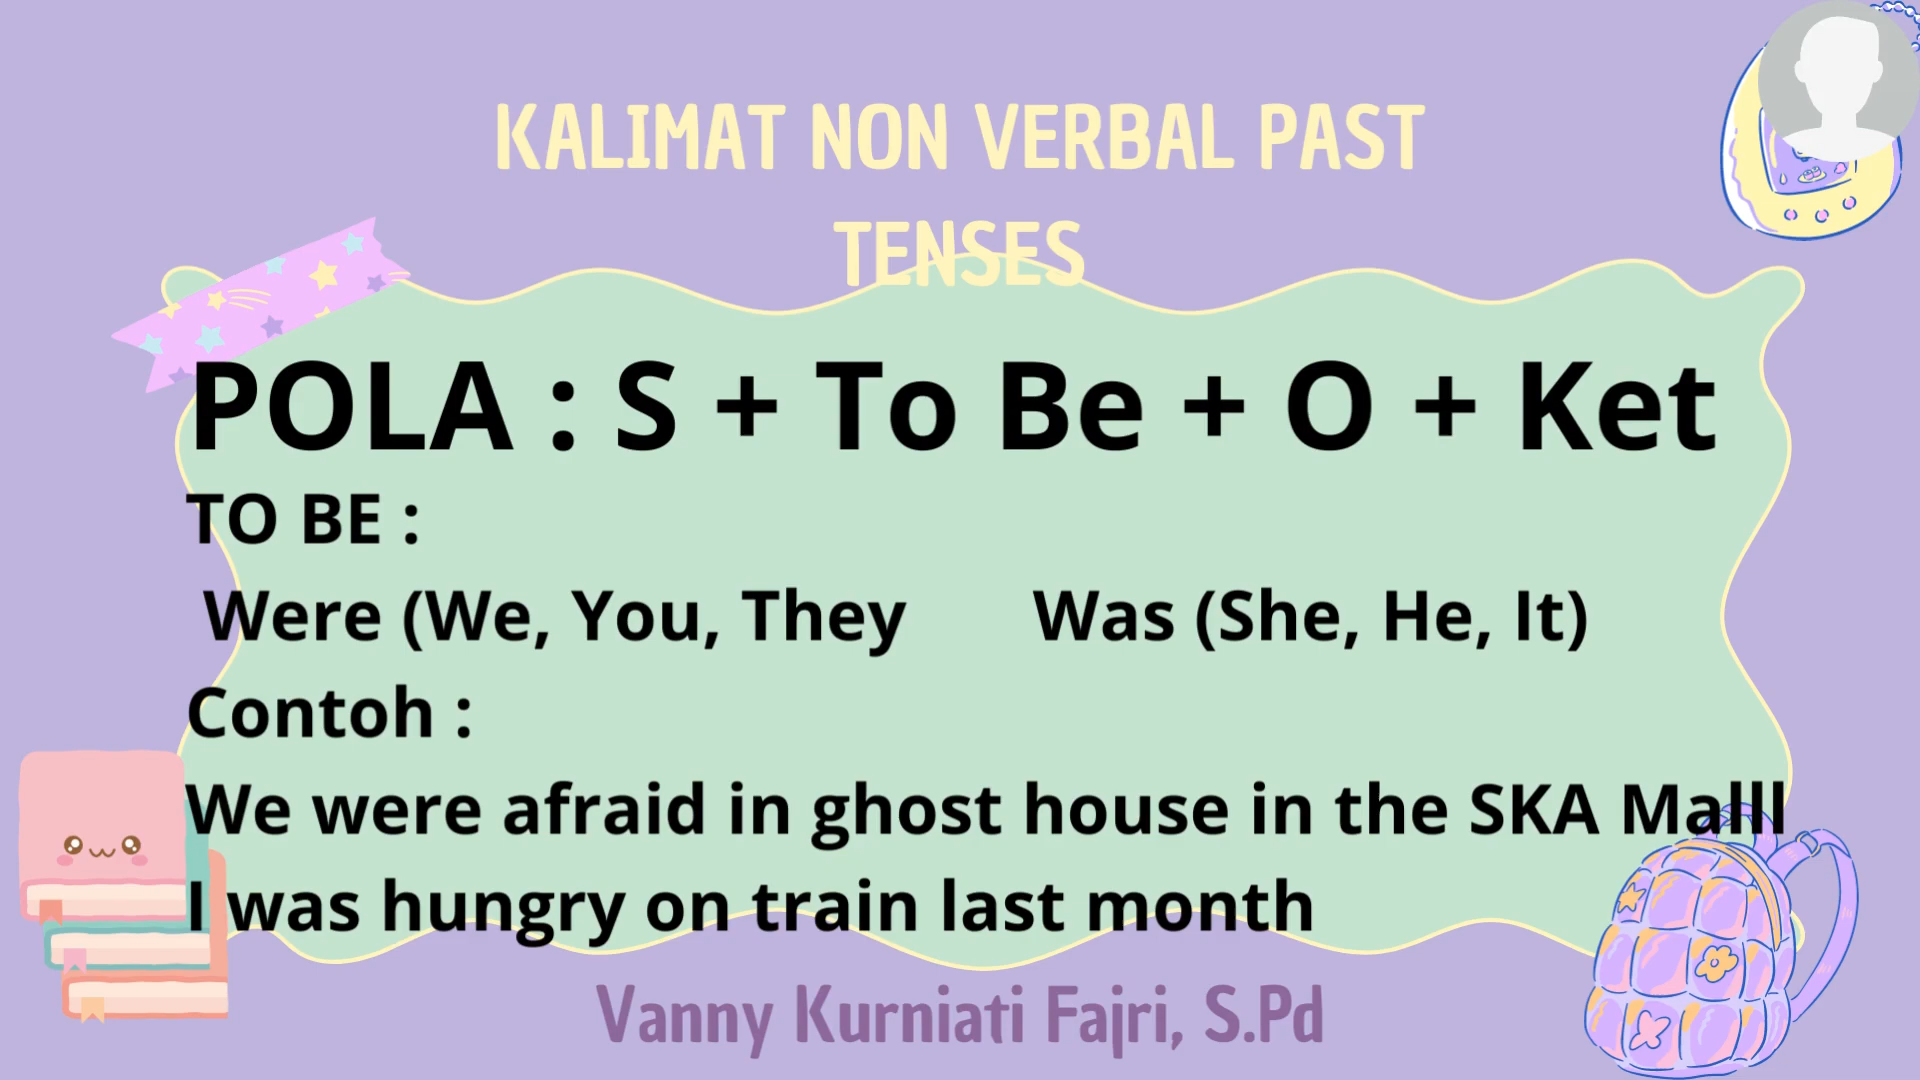 KALIMAT NON VERBAL PAST
TENSES
POLA : S + To Be + O + Ket
TO BE :
Were (We, You, They Was (She, He, It)
Contoh :
We were afraid in ghost house in the SKA Malll
I was hungry on train last month
Vanny Kurniati Fajri, S.Pd